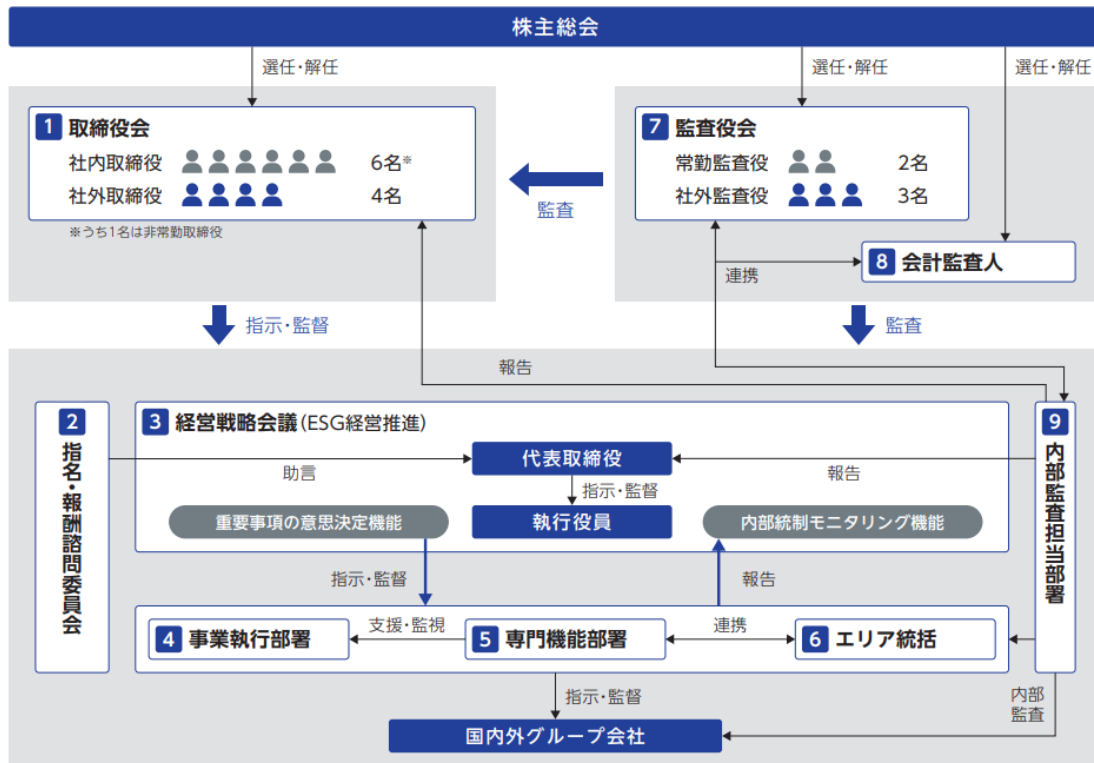 株主総会
選任・解任
選任・解任
選任・解任
1 取締役会
社内取締役 6名※
社外取締役 4名
※うち1名は非常勤取締役
監査
7 監査役会
常勤監査役 2名
社外監査役 3名
連携
8 会計監査人
指示・監督
監査
報告
2 指名・報酬諮問委員会
3 経営戦略会議(ESG経営推進)
代表取締役
助言
報告
指示・監督
重要事項の意思決定機能
執行役員
内部統制モニタリング機能
9 内部監査担当部署
指示・監督
報告
4 事業執行部署
支援・監視
5 専門機能部署
連携
6 エリア統括
指示・監督
内部
監査
国内外グループ会社